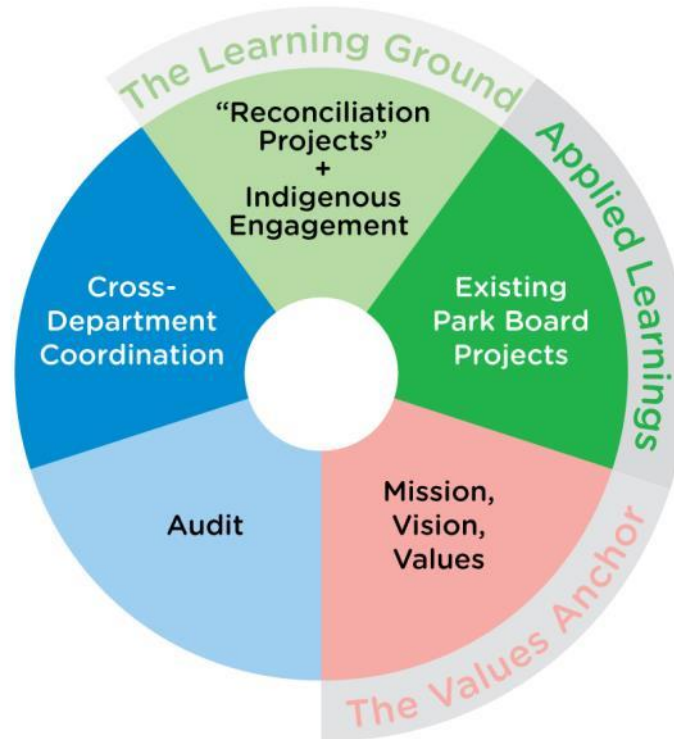 The Learning Ground
“Reconciliation
Projects”
+
Indigenous
Engagement
Applied Learnings
Existing
Park Board
Projects
Mission,
Vision,
Values
The Values Anchor
Audit
Cross-
Department
Coordination